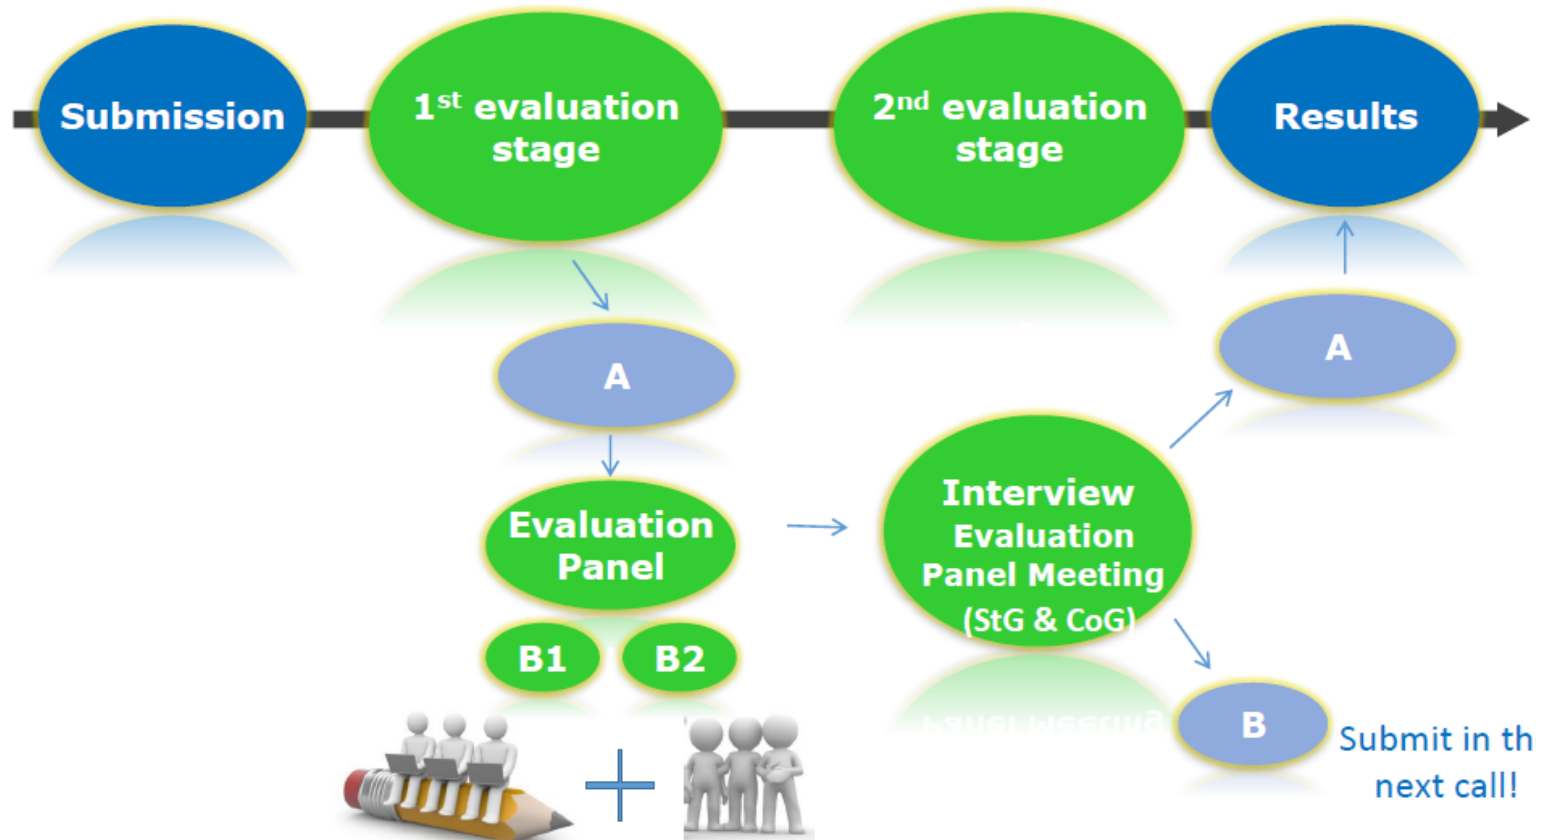 Submission
1st evaluation
stage
2nd evaluation
stage
Results
A
A
Evaluation
Panel
B1
B2
Interview
Evaluation
Panel Meeting
(StG & CoG)
B
Submit in th
next call!